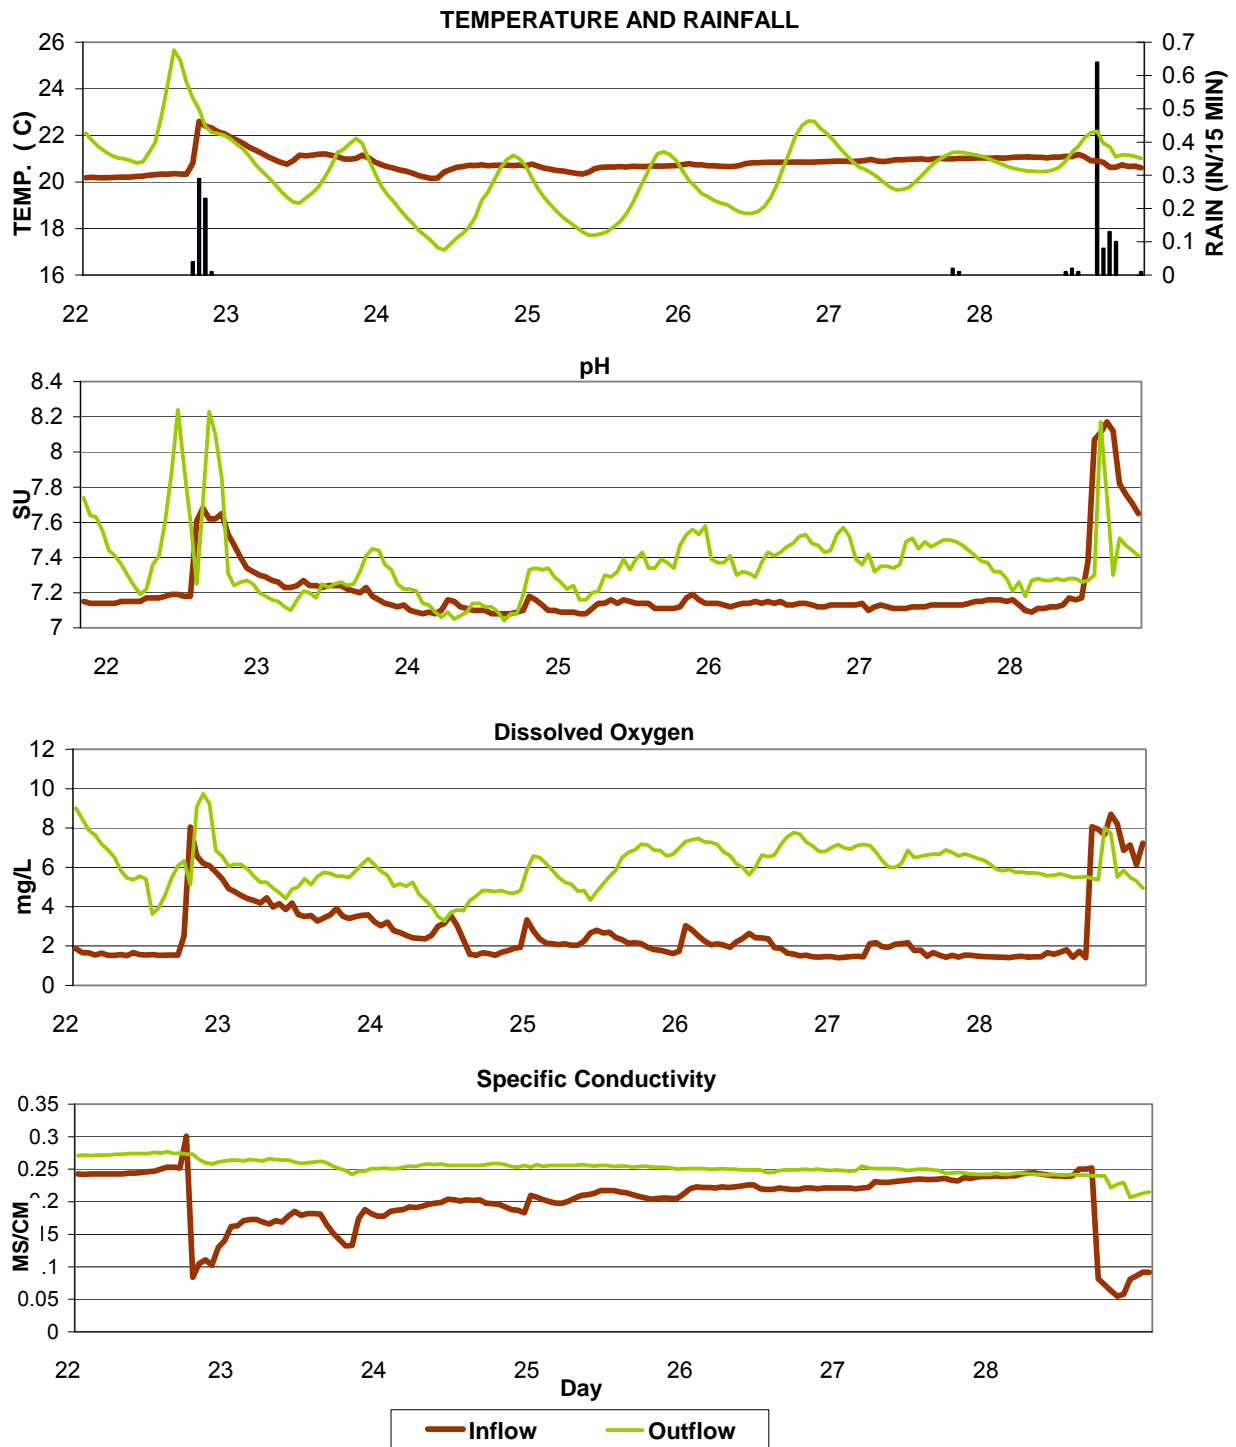 TEMPERATURE AND RAINFALL
26
24
22
20
18
16
TEMP. ( C)
0.7
0.6
0.5
0.4
0.3
0.2
0.1
0
RAIN (IN/15 MIN)
22 23 24 25 26 27 28
pH
8.4
8.2
8
7.8
7.6
7.4
7.2
7
SU
22 23 24 25 26 27 28
Dissolved Oxygen
12
10
8
6
4
2
0
mg/L
22 23 24 25 26 27 28
Specific Conductivity
0.35
0.3
0.25
0.2
15
.1
0.05
0
MS/CM
22 23 24 25 26 27 28
Day
Inflow Outflow